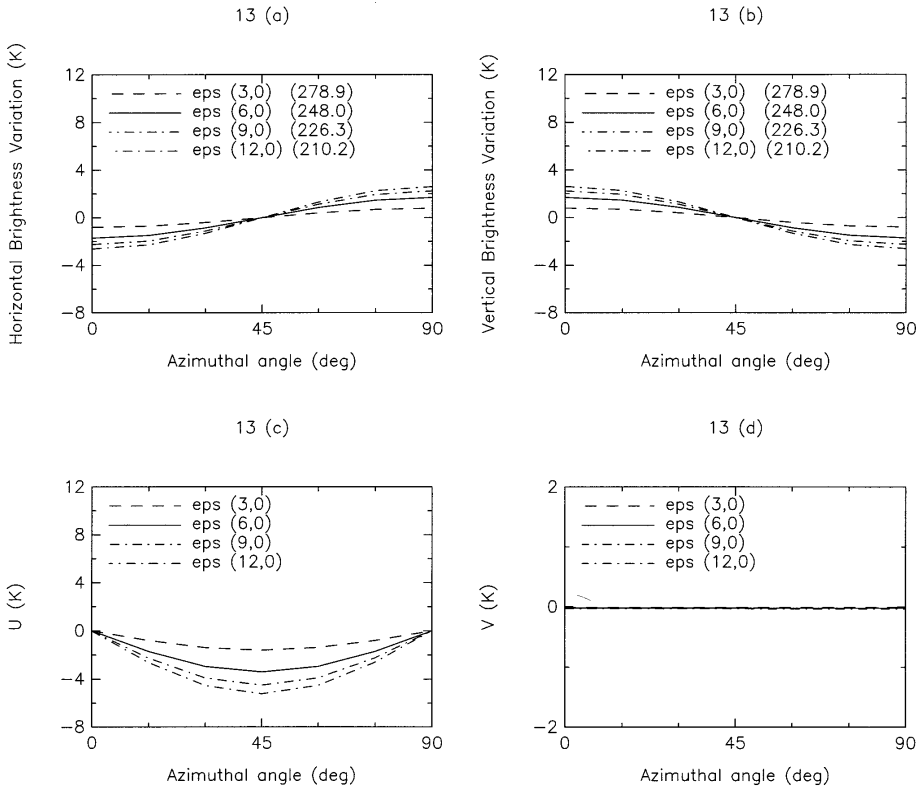 13 (a)
Horizontal Brightness Variation (K)
12
8
4
0
−4
−8
eps (3,0) (278.9)
eps (6,0) (248.0)
eps (9,0) (226.3)
eps (12,0) (210.2)
0
45
90
Azimuthal angle (deg)
13 (b)
Vertical Brightness Variation (K)
12
8
4
0
−4
−8
eps (3,0) (278.9)
eps (6,0) (248.0)
eps (9,0) (226.3)
eps (12,0) (210.2)
0
45
90
Azimuthal angle (deg)
13 (c)
U (K)
12
8
4
0
−4
−8
eps (3,0)
eps (6,0)
eps (9,0)
eps (12,0)
0
45
90
Azimuthal angle (deg)
13 (d)
V (K)
2
0
−2
eps (3,0)
eps (6,0)
eps (9,0)
eps (12,0)
0
45
90
Azimuthal angle (deg)